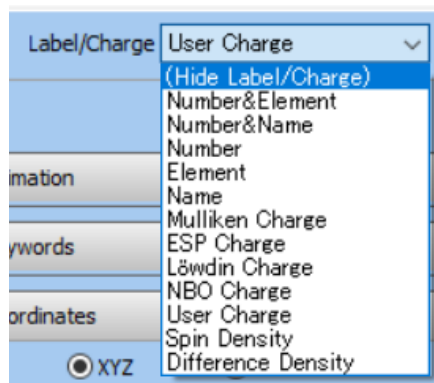 Label/Charge User Charge
(Hide Label/Charge)
Number&Element
Number&Name
Number
Element
Name
Mulliken Charge
ESP Charge
Löwdin Charge
NBO Charge
User Charge
Spin Density
Difference Density
imation
ywords
ordinates
XYZ